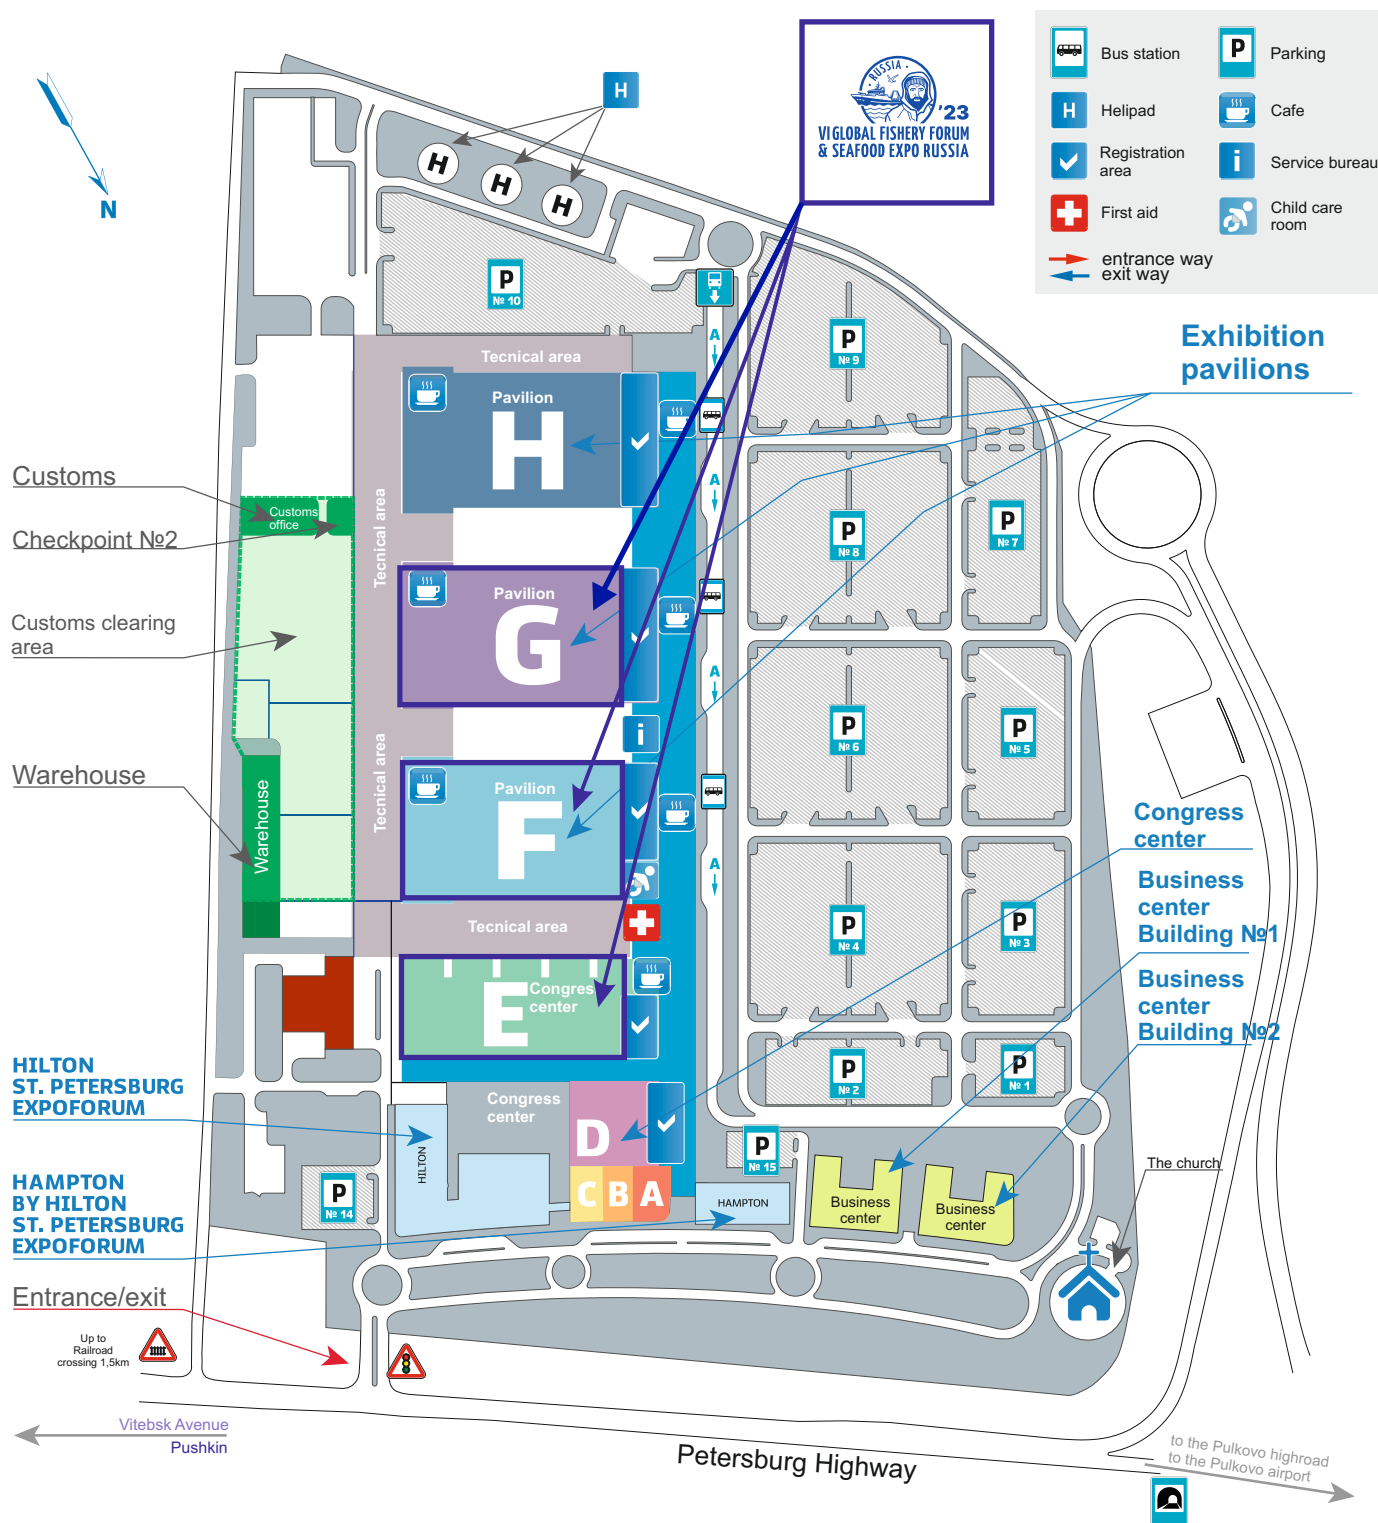 RUSSIA
'23
VI GLOBAL FISHERY FORUM
& SEAFOOD EXPO RUSSIA
Bus station
P
Parking
H
Helipad
Cafe
Registration
area
i
Service bureau
First aid
Child care
room
entrance way
exit way
N
H
H
H
H
P
№ 10
A
P
№ 9
Exhibition
pavilions
Tecnical area
Pavilion
H
Tecnical area
A
P
№ 8
P
№ 7
Customs
Customs
office
Checkpoint №2
Customs clearing
area
Pavilion
G
A
P
№ 6
P
№ 5
i
Tecnical area
Warehouse
Warehouse
Pavilion
F
A
P
№ 4
P
№ 3
Congress
center
Business
center
Building №1
Business
center
Building №2
Tecnical area
E
Congres
center
P
№ 2
P
№ 1
HILTON
ST. PETERSBURG
EXPOFORUM
Congress
center
D
HILTON
P
№ 15
The church
HAMPTON
BY HILTON
ST. PETERSBURG
EXPOFORUM
P
№ 14
C
B
A
HAMPTON
Business
center
Business
center
Entrance/exit
Up to
Railroad
crossing 1,5km
Vitebsk Avenue
Pushkin
Petersburg Highway
to the Pulkovo highroad
to the Pulkovo airport